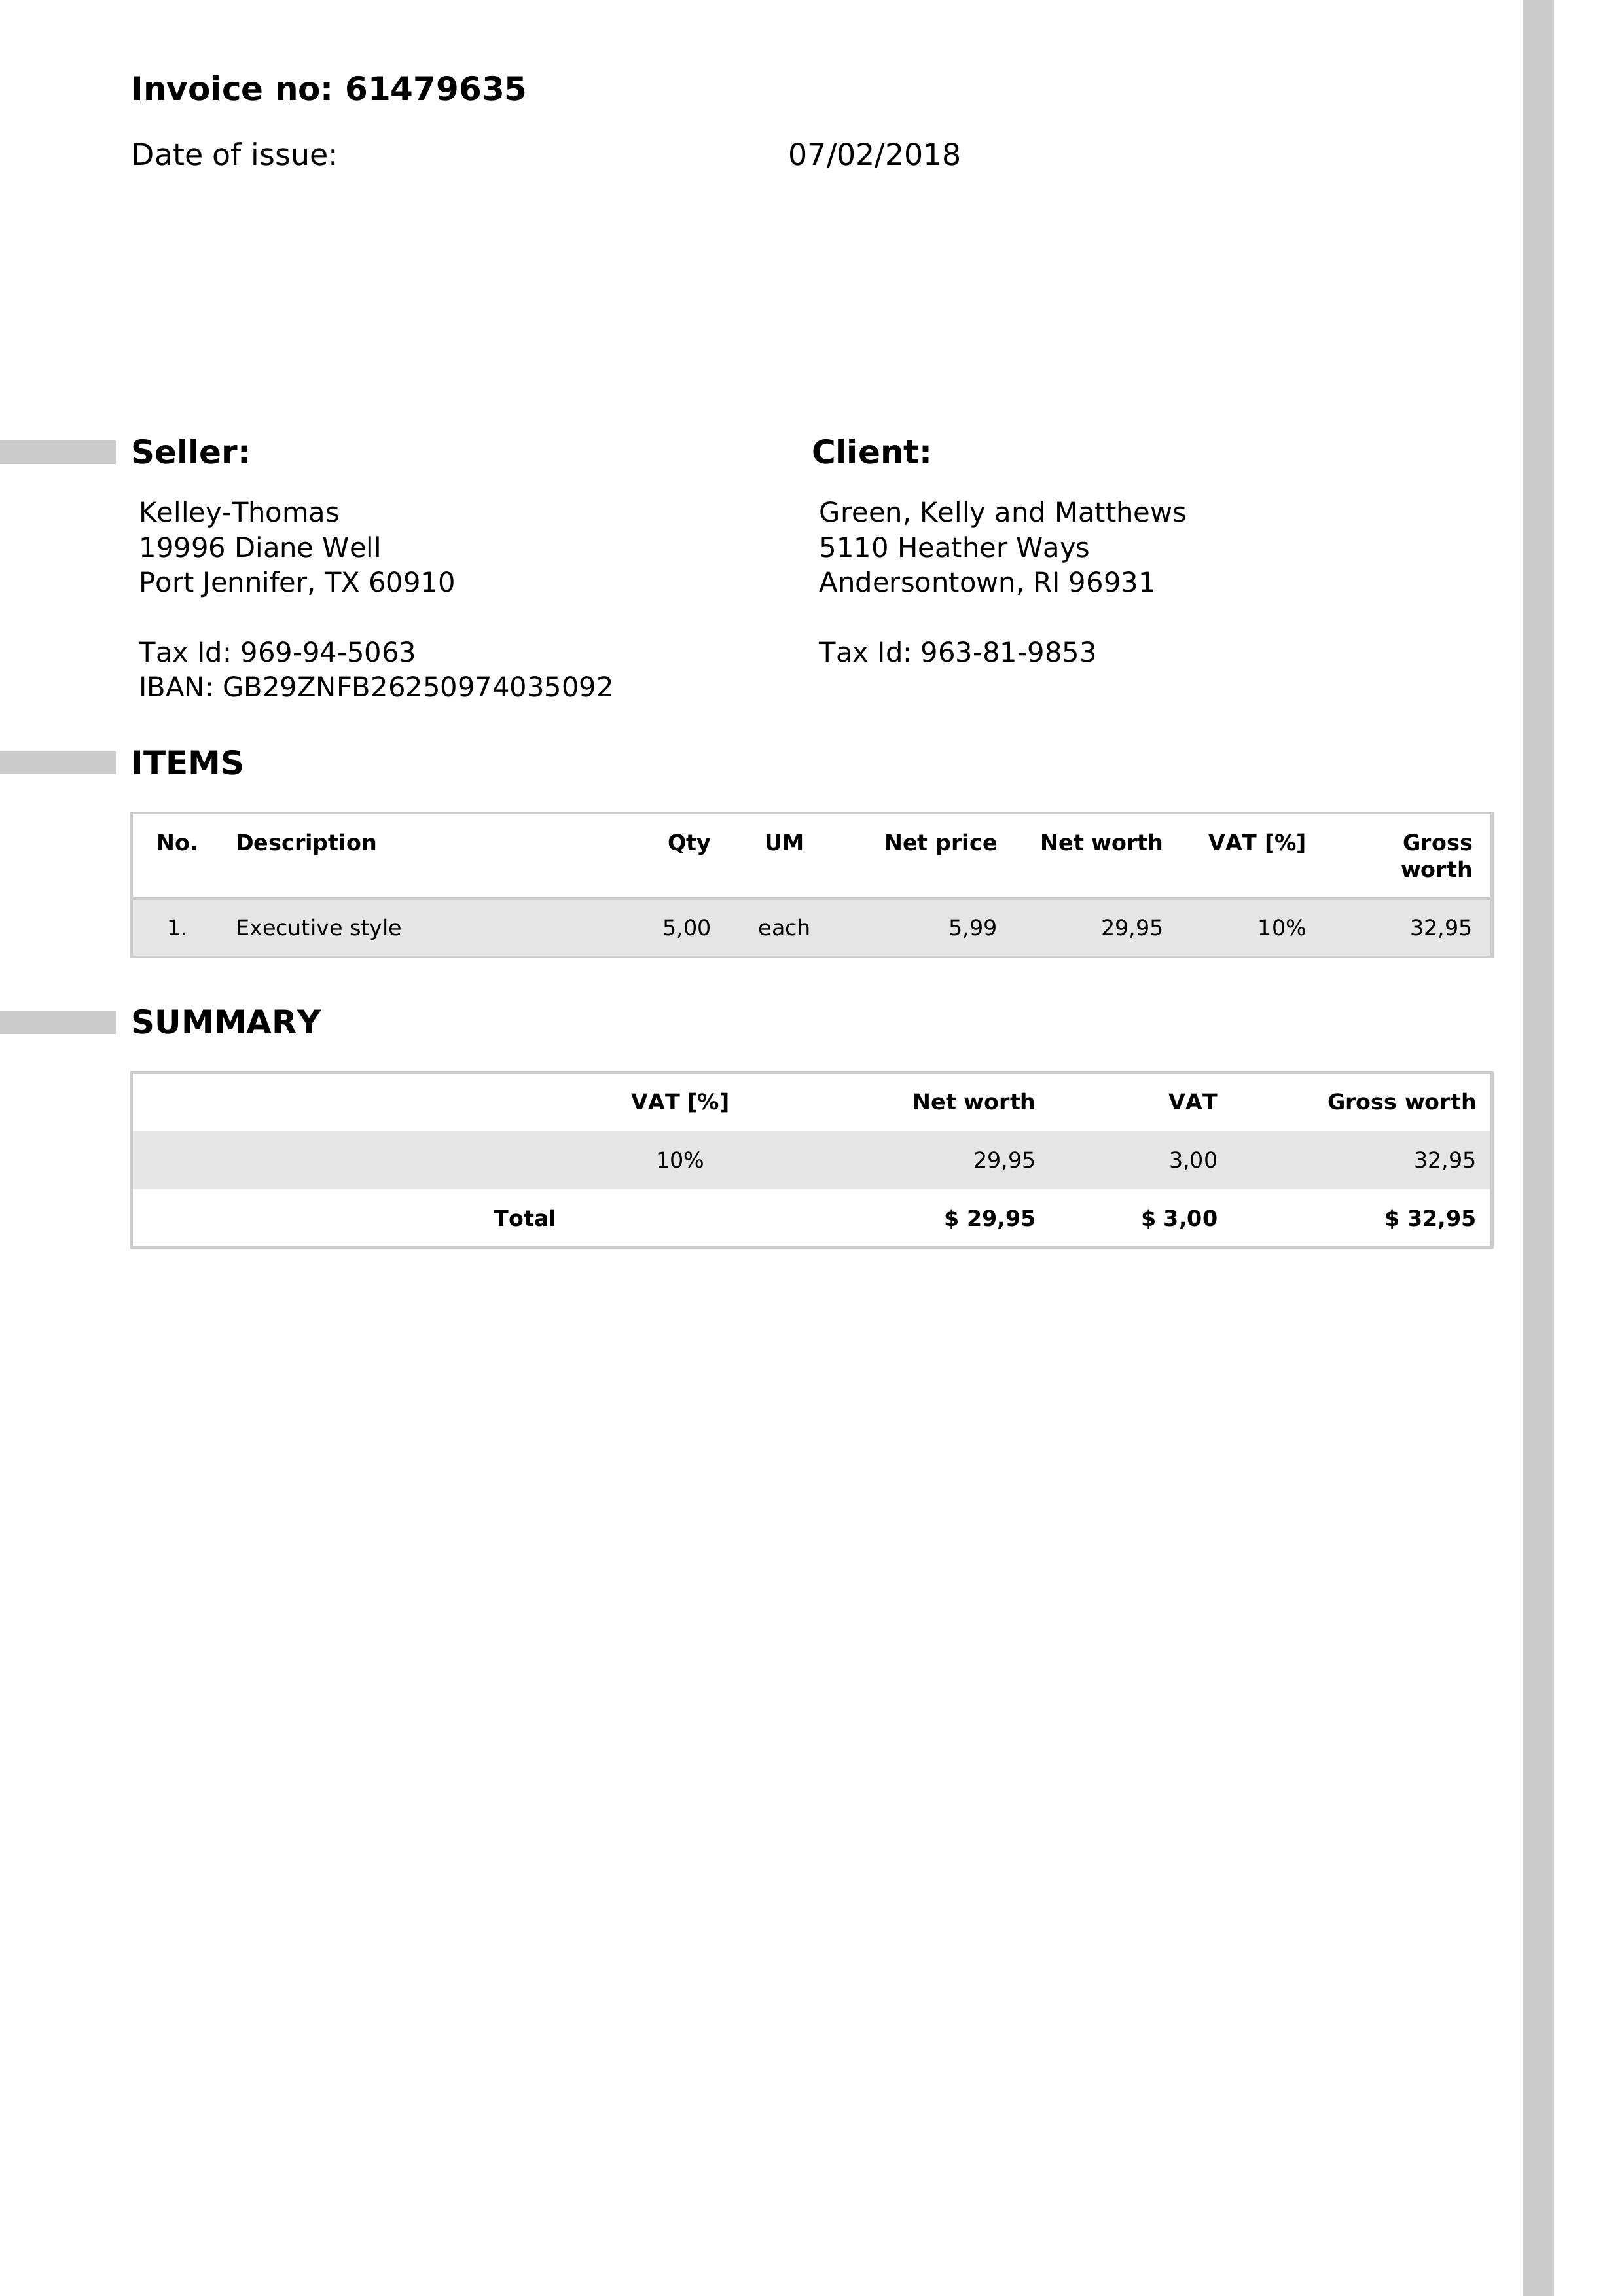 Invoice no: 61479635
Date of issue: 07/02/2018
Seller:
Kelley-Thomas
19996 Diane Well
Port Jennifer, TX 60910
Tax Id: 969-94-5063
IBAN: GB29ZNFB26250974035092
Client:
Green, Kelly and Matthews
5110 Heather Ways
Andersontown, RI 96931
Tax Id: 963-81-9853
ITEMS
No. Description Qty UM Net price Net worth VAT [%] Gross worth
1. Executive style 5,00 each 5,99 29,95 10% 32,95
SUMMARY
VAT [%] Net worth VAT Gross worth
10% 29,95 3,00 32,95
Total $ 29,95 $ 3,00 $ 32,95